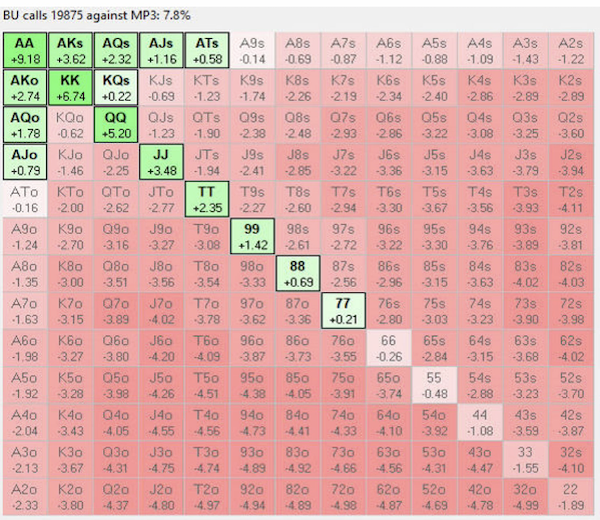 BU calls 19875 against MP3: 7.8%
AA AKs AQs AJs ATs A9s A8s A7s A6s A5s A4s A3s A2s
+9.18 +3.62 +2.32 +1.16 +0.58 -0.14 -0.69 -0.87 -1.12 -0.88 -1.09 -1.43 -1.22
AKo KK KQs KJs KTs K9s K8s K7s K6s K5s K4s K3s K2s
+2.74 +6.74 +0.22 -0.69 -1.23 -1.74 -2.26 -2.19 -2.34 -2.40 -2.86 -2.89 -2.89
AQo KQo QQ QJs QTs Q9s Q8s Q7s Q6s Q5s Q4s Q3s Q2s
+1.78 -0.62 +5.20 -1.23 -1.90 -2.38 -2.48 -2.93 -2.86 -3.22 -3.08 -3.25 -3.60
AJo KJo QJo JJ JTs J9s J8s J7s J6s J5s J4s J3s J2s
+0.79 -1.46 -2.25 +3.48 -1.94 -2.41 -2.85 -3.22 -3.36 -3.15 -3.63 -3.79 -3.94
ATo KTo QTo JTo TT T9s T8s T7s T6s T5s T4s T3s T2s
-0.16 -2.00 -2.62 -2.77 +2.35 -2.27 -2.60 -2.94 -3.30 -3.67 -3.56 -3.93 -4.11
A9o K9o Q9o J9o T9o 99 98s 97s 96s 95s 94s 93s 92s
-1.24 -2.70 -3.16 -3.27 -3.08 +1.42 -2.61 -2.72 -3.22 -3.30 -3.76 -3.89 -3.81
A8o K8o Q8o J8o T8o 98o 88 87s 86s 85s 84s 83s 82s
-1.35 -3.00 -3.51 -3.56 -3.54 -3.33 +0.69 -2.56 -2.96 -3.15 -3.63 -4.02 -4.03
A7o K7o Q7o J7o T7o 97o 87o 77 76s 75s 74s 73s 72s
-1.63 -3.15 -3.89 -4.02 -3.78 -3.62 -3.36 +0.21 -2.80 -3.03 -3.23 -3.90 -3.98
A6o K6o Q6o J6o T6o 96o 86o 76o 66 65s 64s 63s 62s
-1.98 -3.27 -3.80 -4.20 -4.09 -3.87 -3.73 -3.55 -0.26 -2.84 -3.15 -3.68 -4.02
A5o K5o Q5o J5o T5o 95o 85o 75o 65o 55 54s 53s 52s
-1.92 -3.28 -3.98 -4.26 -4.51 -4.38 -4.05 -3.91 -3.74 -0.48 -2.88 -3.23 -3.70
A4o K4o Q4o J4o T4o 94o 84o 74o 64o 54o 44 43s 42s
-2.04 -3.43 -4.05 -4.55 -4.56 -4.73 -4.41 -4.33 -4.10 -3.92 -1.08 -3.59 -3.87
A3o K3o Q3o J3o T3o 93o 83o 73o 63o 53o 43o 33 32s
-2.13 -3.67 -4.31 -4.75 -4.74 -4.89 -4.92 -4.66 -4.56 -4.31 -4.47 -1.55 -4.10
A2o K2o Q2o J2o T2o 92o 82o 72o 62o 52o 42o 32o 22
-2.33 -3.80 -4.37 -4.80 -4.97 -4.94 -4.89 -4.98 -4.87 -4.69 -4.78 -4.99 -1.89